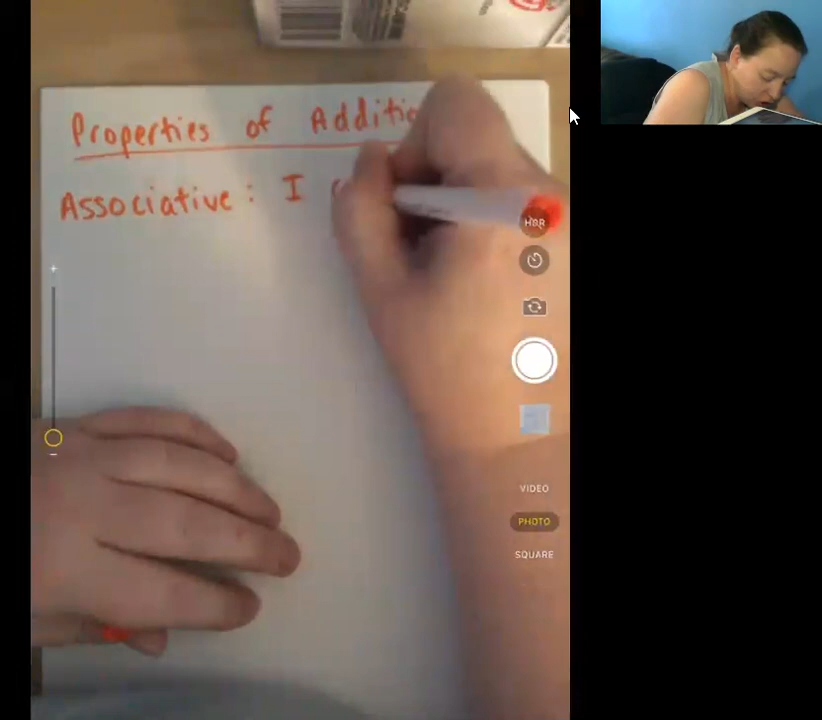 Properties of Additio
Associative: I
HDR
VIDEO
PHOTO
SQUARE